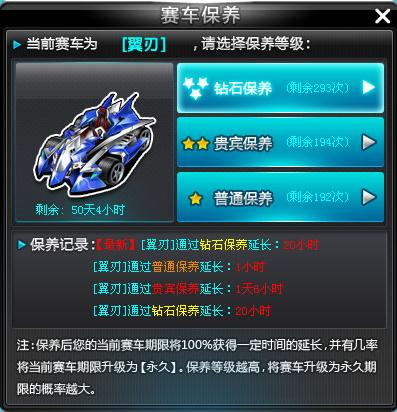 赛车保养
当前赛车为 [翼刃] ,请选择保养等级:
钻石保养 (剩余293次)
贵宾保养 (剩余194次)
普通保养 (剩余192次)
剩余: 50天4小时
保养记录:【最新】[翼刃]通过钻石保养延长: 20小时
[翼刃]通过普通保养延长: 1小时
[翼刃]通过贵宾保养延长: 1天6小时
[翼刃]通过钻石保养延长: 20小时
注:保养后您的当前赛车期限将100%获得一定时间的延长,并有几率
将当前赛车期限升级为【永久】。保养等级越高,将赛车升级为永久期
限的概率越大。